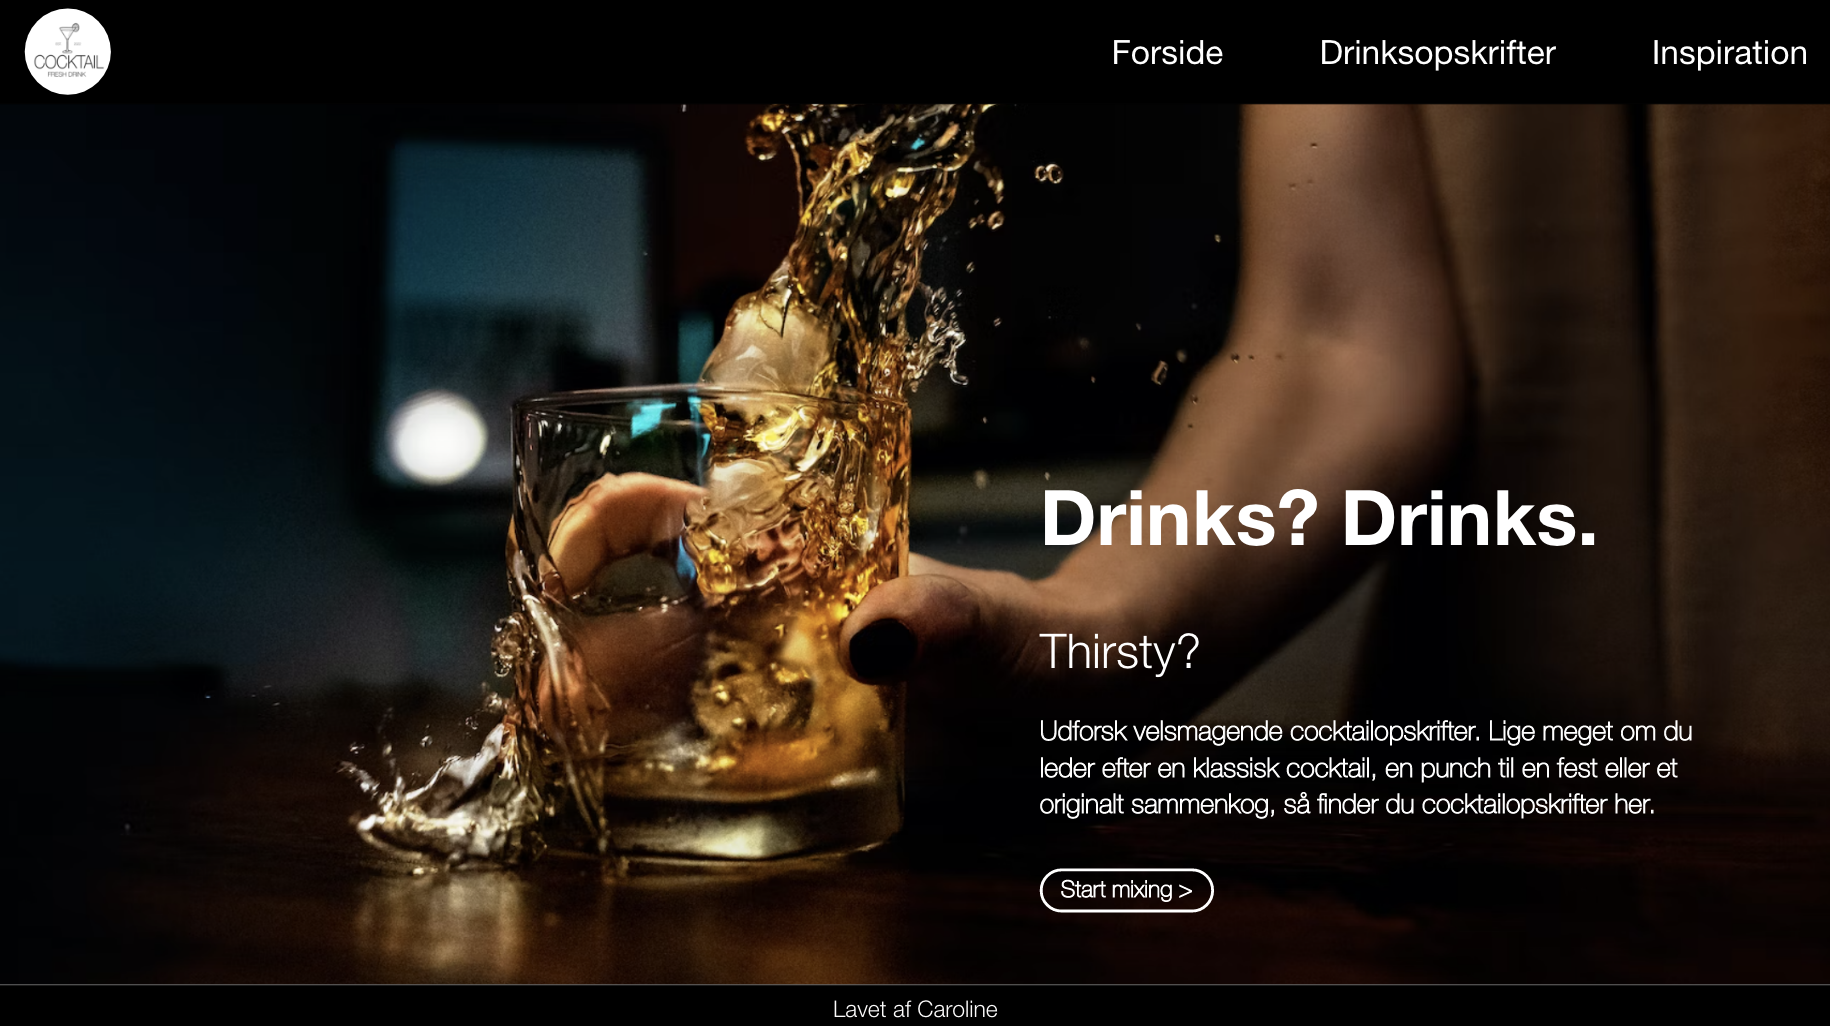 COCKTAIL
FRESH DRINK
Forside
Drinksopskrifter
Inspiration
Drinks? Drinks.
Thirsty?
Udforsk velsmagende cocktailopskrifter. Lige meget om du
leder efter en klassisk cocktail, en punch til en fest eller et
originalt sammenkog, så finder du cocktailopskrifter her.
Start mixing >
Lavet af Caroline